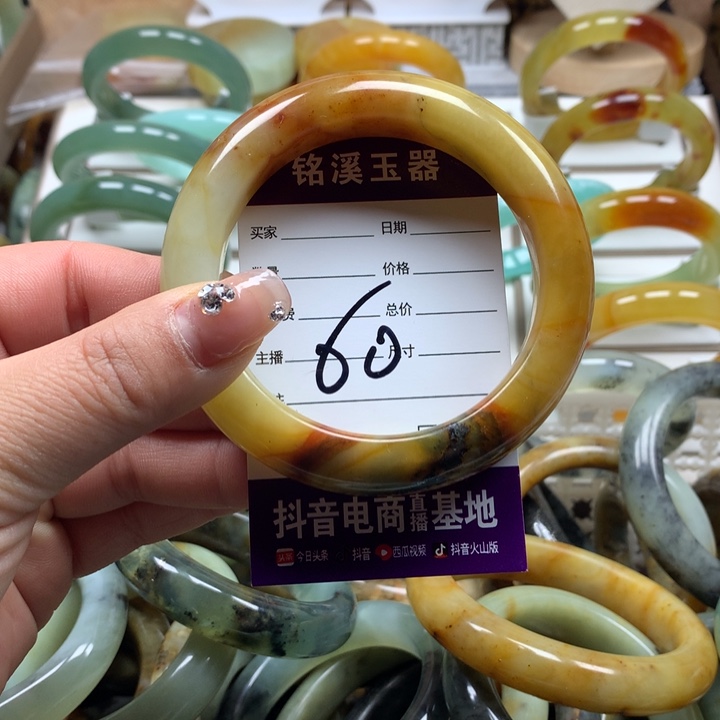 铭溪玉器
买家 日期
价格
总价
主播
60
抖音电商直播基地
头条 今日头条 抖音 西瓜视频 抖音火山版